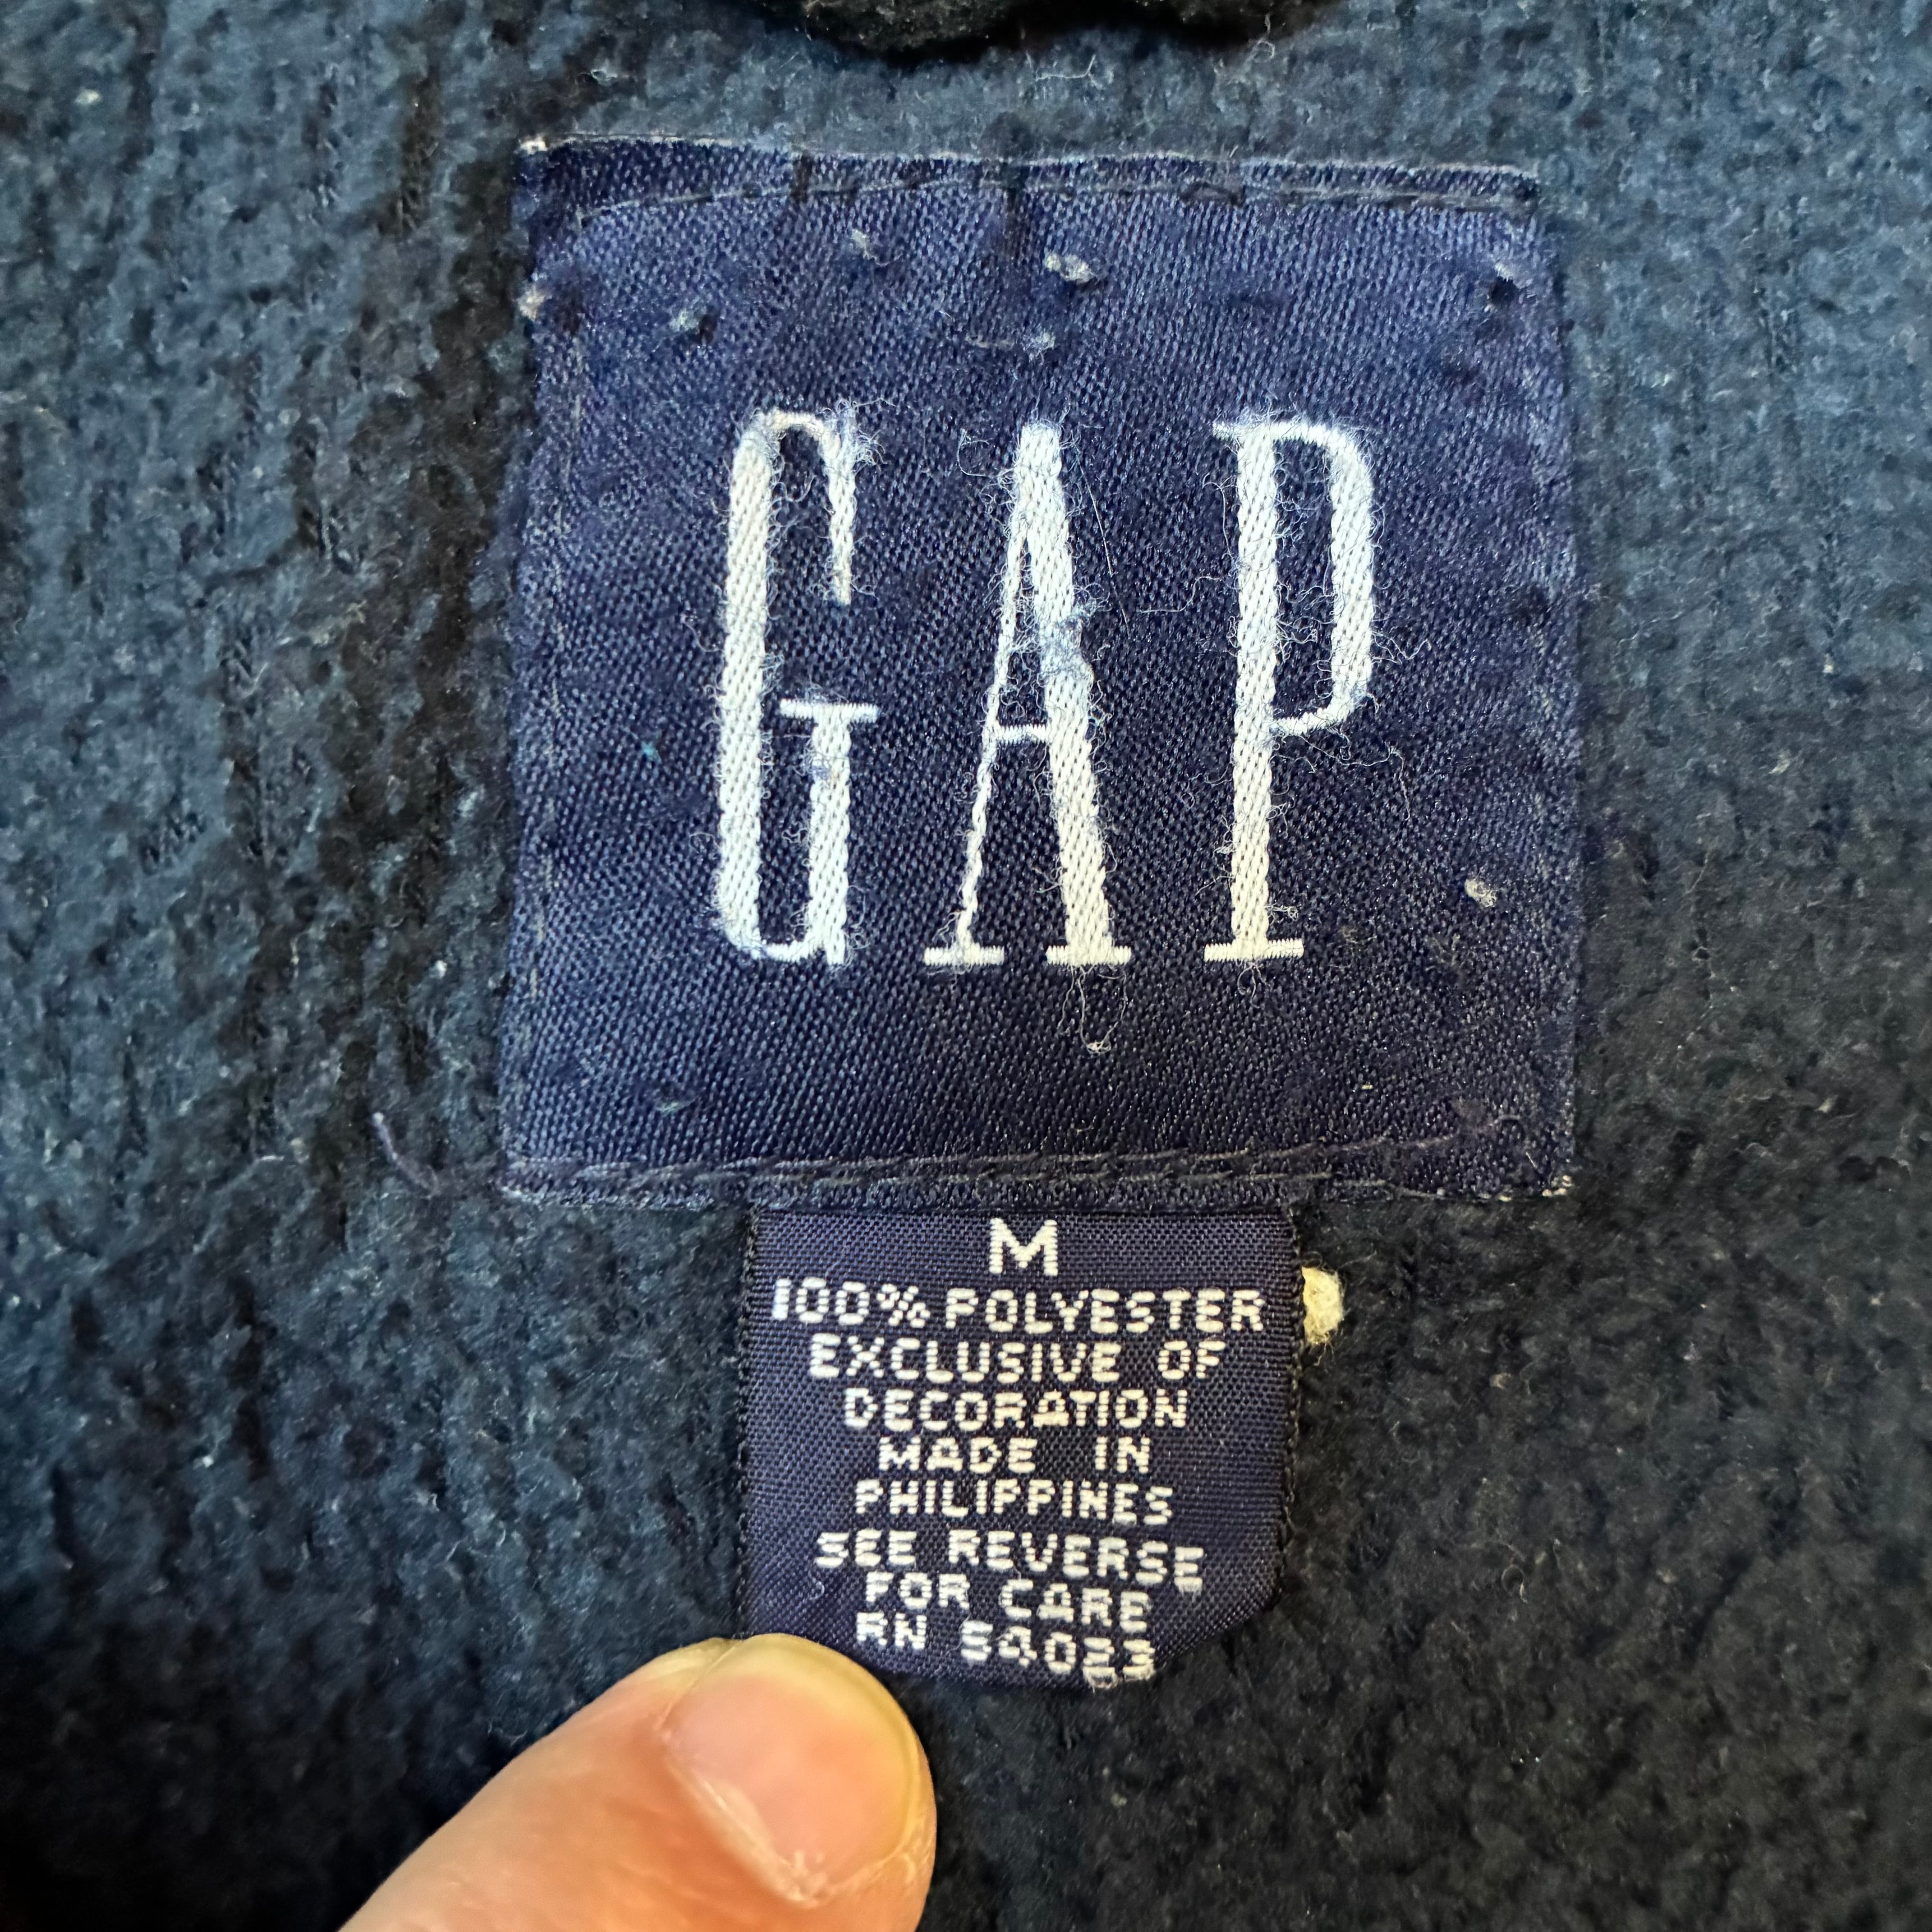 GAP
M
100% POLYESTER
EXCLUSIVE OF
DECORATION
MADE IN
PHILIPPINES
SEE REVERSE
FOR CARE
RN 54023